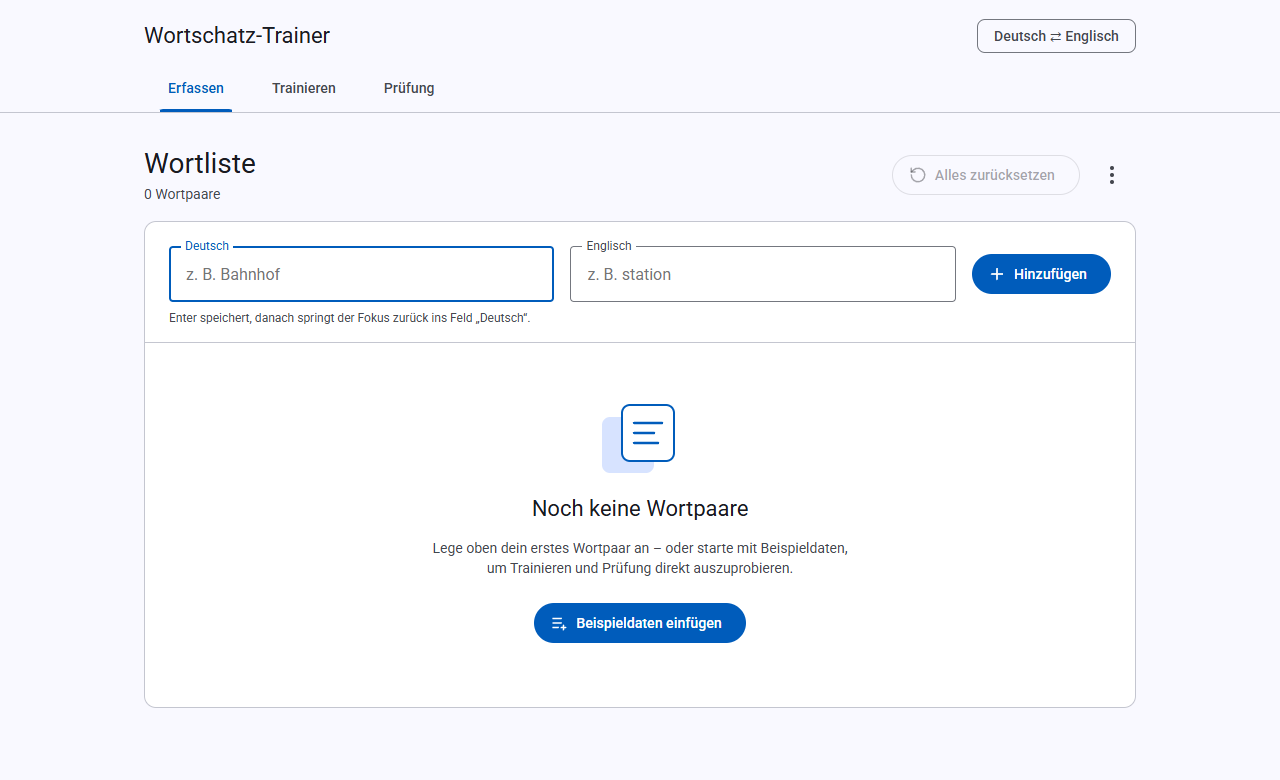 Wortschatz-Trainer
Deutsch ⇄ Englisch
Erfassen Trainieren Prüfung
Wortliste
0 Wortpaare
Alles zurücksetzen
Deutsch
z. B. Bahnhof
Englisch
z. B. station
Hinzufügen
Enter speichert, danach springt der Fokus zurück ins Feld „Deutsch“.
Noch keine Wortpaare
Lege oben dein erstes Wortpaar an – oder starte mit Beispieldaten,
um Trainieren und Prüfung direkt auszuprobieren.
Beispieldaten einfügen